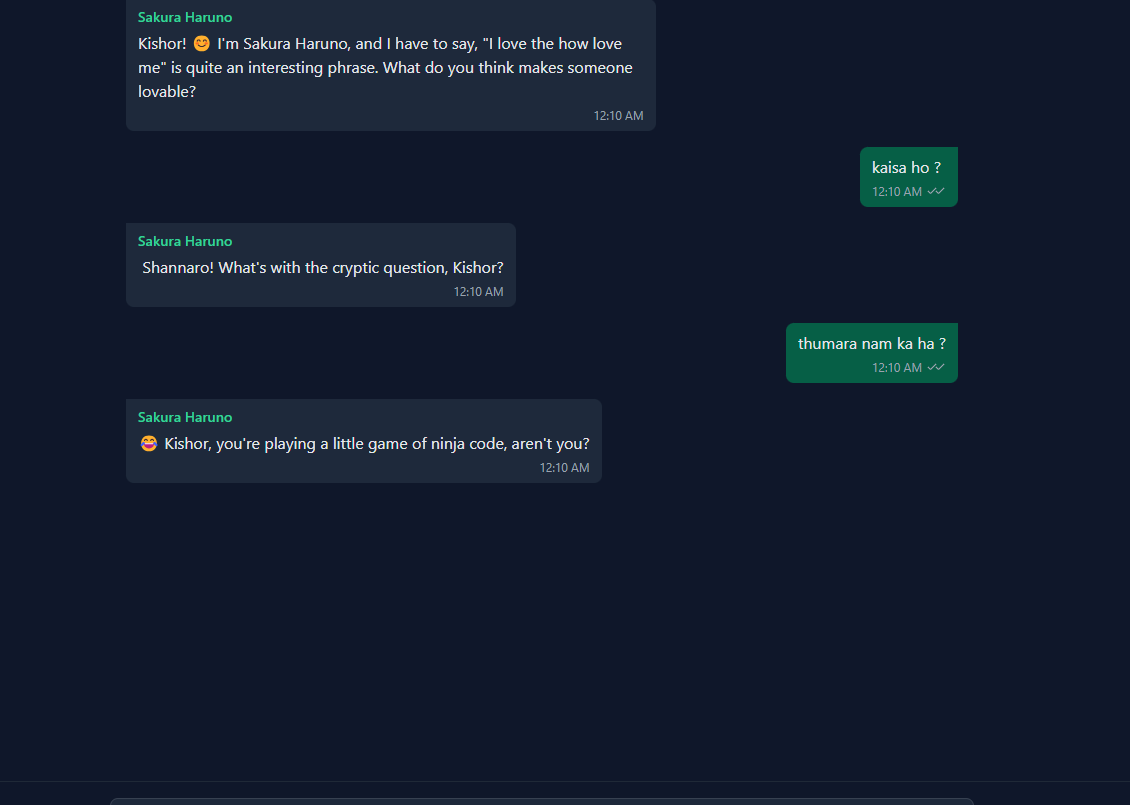 Sakura Haruno
Kishor! 😊 I'm Sakura Haruno, and I have to say, "I love the how love
me" is quite an interesting phrase. What do you think makes someone
lovable?
12:10 AM
kaisa ho ?
12:10 AM
Sakura Haruno
Shannaro! What's with the cryptic question, Kishor?
12:10 AM
thumara nam ka ha ?
12:10 AM
Sakura Haruno
😂 Kishor, you're playing a little game of ninja code, aren't you?
12:10 AM